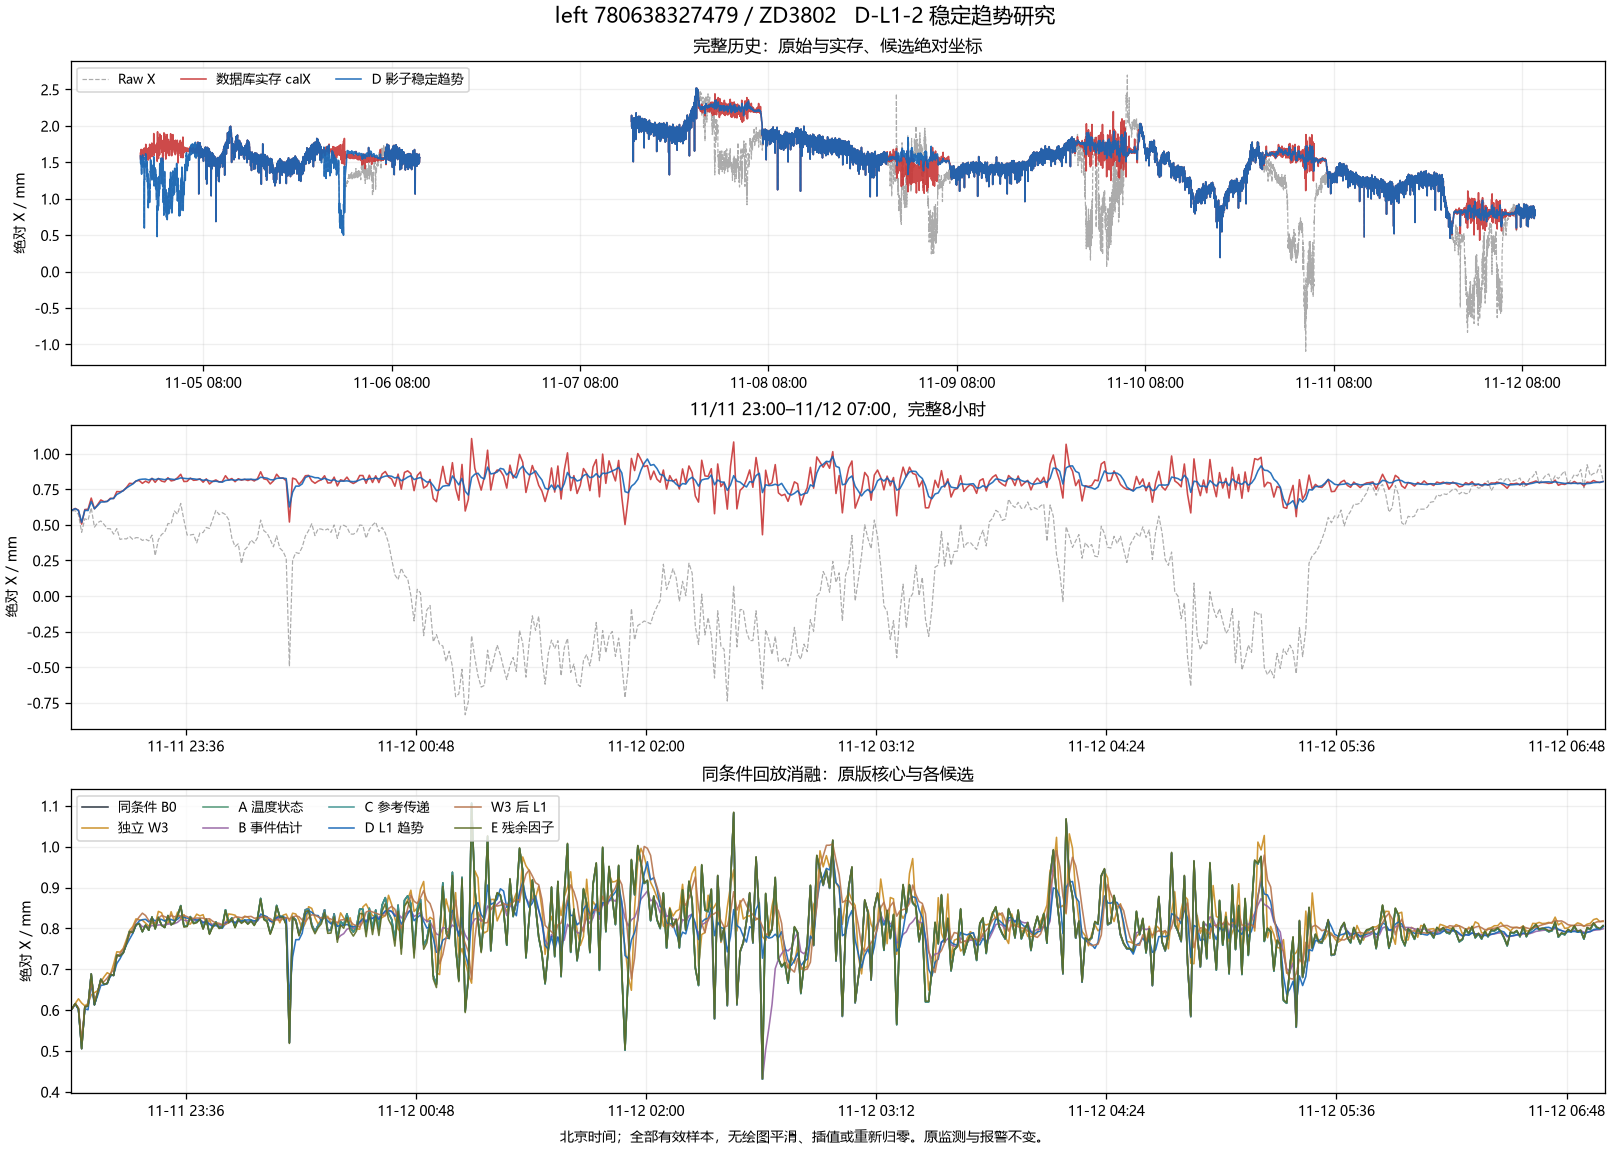 left 780638327479 / ZD3802   D-L1-2 稳定趋势研究
完整历史：原始与实存、候选绝对坐标
Raw X
数据库实存 calX
D 影子稳定趋势
绝对 X / mm
2.5
2.0
1.5
1.0
0.5
0.0
-0.5
-1.0
11-05 08:00
11-06 08:00
11-07 08:00
11-08 08:00
11-09 08:00
11-10 08:00
11-11 08:00
11-12 08:00
11/11 23:00–11/12 07:00，完整8小时
绝对 X / mm
1.00
0.75
0.50
0.25
0.00
-0.25
-0.50
-0.75
11-11 23:36
11-12 00:48
11-12 02:00
11-12 03:12
11-12 04:24
11-12 05:36
11-12 06:48
同条件回放消融：原版核心与各候选
同条件 B0
A 温度状态
C 参考传递
W3 后 L1
独立 W3
B 事件估计
D L1 趋势
E 残余因子
绝对 X / mm
1.1
1.0
0.9
0.8
0.7
0.6
0.5
0.4
11-11 23:36
11-12 00:48
11-12 02:00
11-12 03:12
11-12 04:24
11-12 05:36
11-12 06:48
北京时间；全部有效样本，无绘图平滑、插值或重新归零。原监测与报警不变。